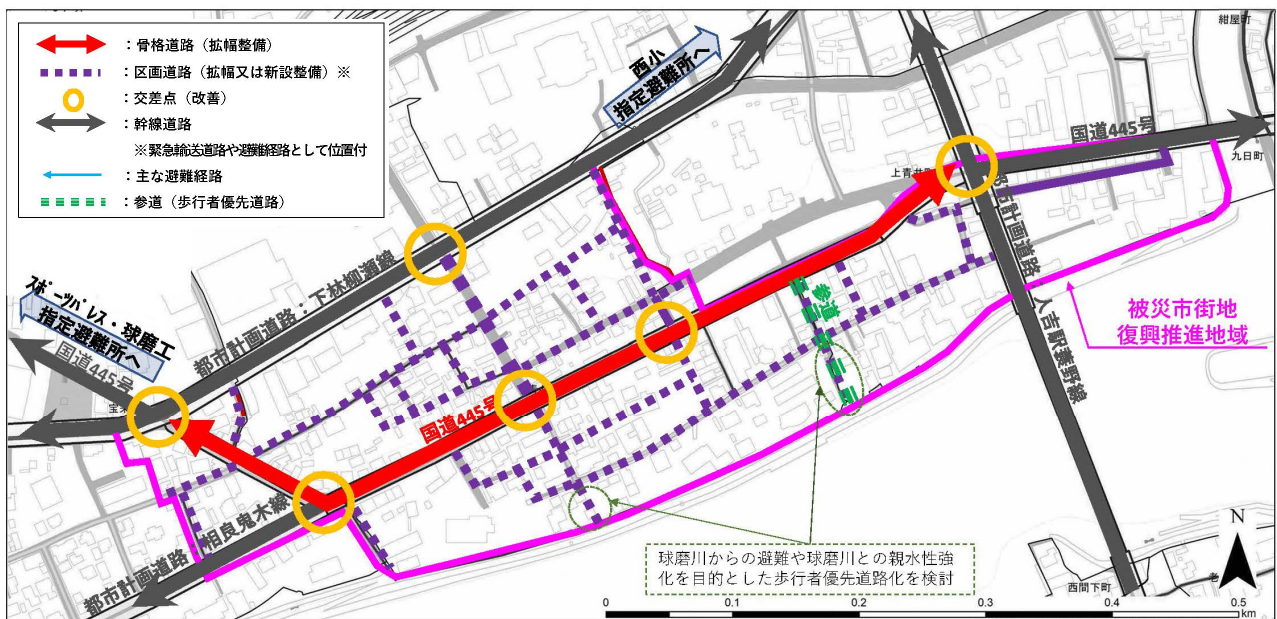 ：骨格道路（拡幅整備）
：区画道路（拡幅又は新設整備）※
：交差点（改善）
：幹線道路
※緊急輸送道路や避難経路として位置付
：主な避難経路
：参道（歩行者優先道路）
西小
指定避難所へ
紺屋町
国道445号
九日町
上青井町
都市計画道路：人吉駅蓑野線
都市計画道路：下林柳瀬線
スポーツパレス・球磨工
指定避難所へ
国道445号
国道445号
参道
被災市街地
復興推進地域
都市計画道路：相良鬼木線
球磨川からの避難や球磨川との親水性強
化を目的とした歩行者優先道路化を検討
西間下町
N
0 0.1 0.2 0.3 0.4 0.5
km